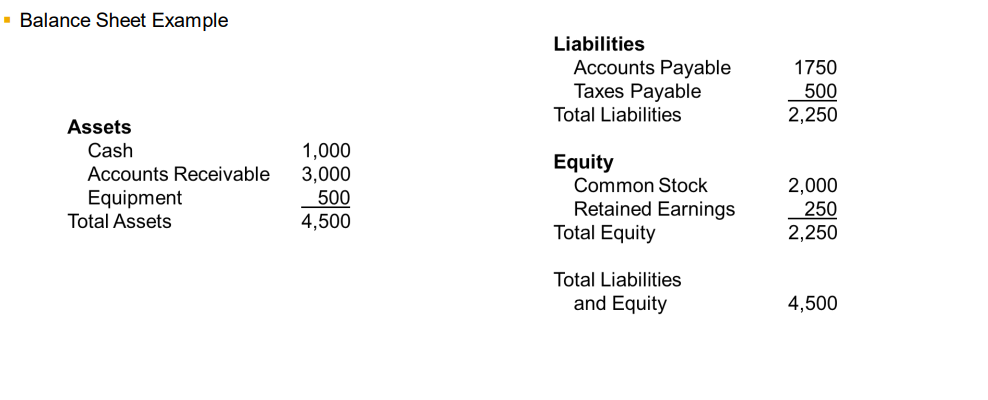 Balance Sheet Example
Assets
Cash 1,000
Accounts Receivable 3,000
Equipment 500
Total Assets 4,500
Liabilities
Accounts Payable 1750
Taxes Payable 500
Total Liabilities 2,250
Equity
Common Stock 2,000
Retained Earnings 250
Total Equity 2,250
Total Liabilities
and Equity 4,500